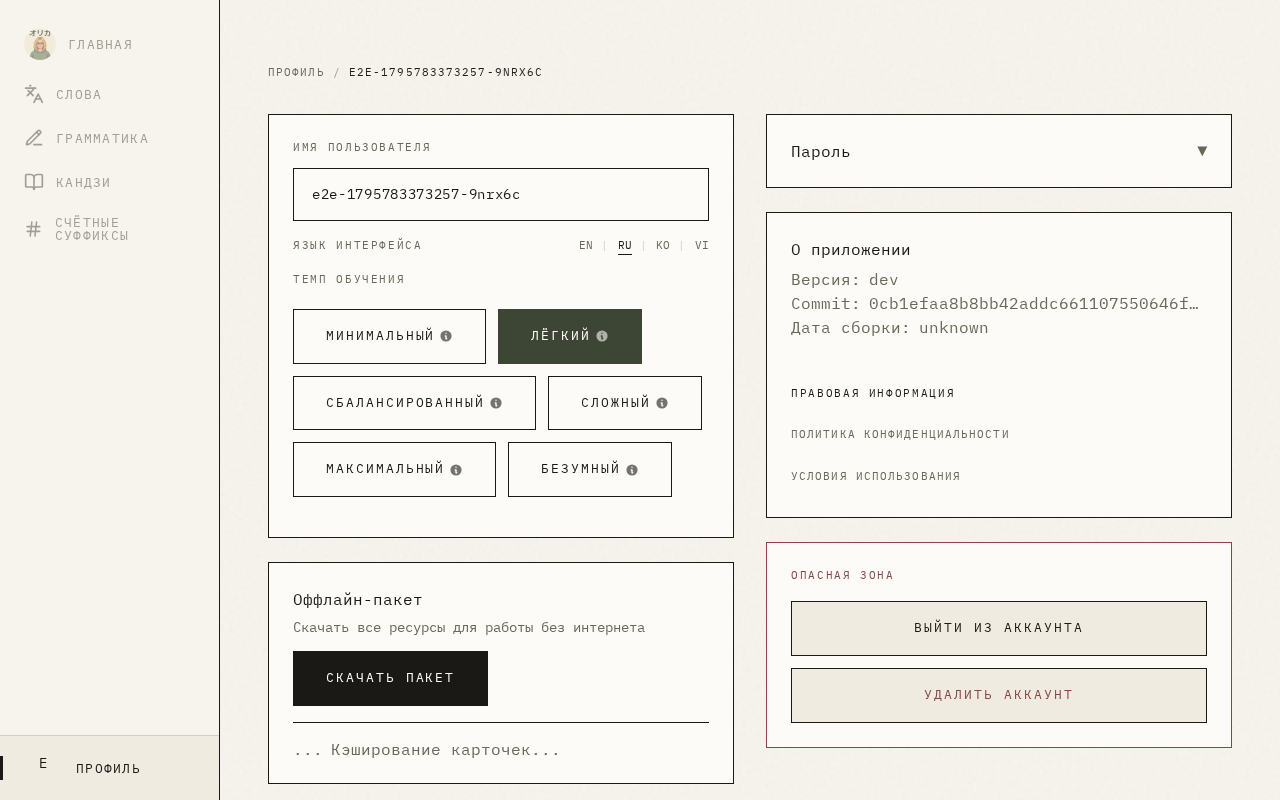 オリカ
ГЛАВНАЯ
СЛОВА
ГРАММАТИКА
КАНДЗИ
СЧЁТНЫЕ
СУФФИКСЫ
E
ПРОФИЛЬ
ПРОФИЛЬ / E2E-1795783373257-9NRX6C
ИМЯ ПОЛЬЗОВАТЕЛЯ
e2e-1795783373257-9nrx6c
ЯЗЫК ИНТЕРФЕЙСА EN | RU | KO | VI
ТЕМП ОБУЧЕНИЯ
МИНИМАЛЬНЫЙ ЛЁГКИЙ
СБАЛАНСИРОВАННЫЙ СЛОЖНЫЙ
МАКСИМАЛЬНЫЙ БЕЗУМНЫЙ
Оффлайн-пакет
Скачать все ресурсы для работы без интернета
СКАЧАТЬ ПАКЕТ
... Кэширование карточек...
Пароль
О приложении
Версия: dev
Commit: 0cb1efaa8b8bb42addc661107550646f…
Дата сборки: unknown
ПРАВОВАЯ ИНФОРМАЦИЯ
ПОЛИТИКА КОНФИДЕНЦИАЛЬНОСТИ
УСЛОВИЯ ИСПОЛЬЗОВАНИЯ
ОПАСНАЯ ЗОНА
ВЫЙТИ ИЗ АККАУНТА
УДАЛИТЬ АККАУНТ